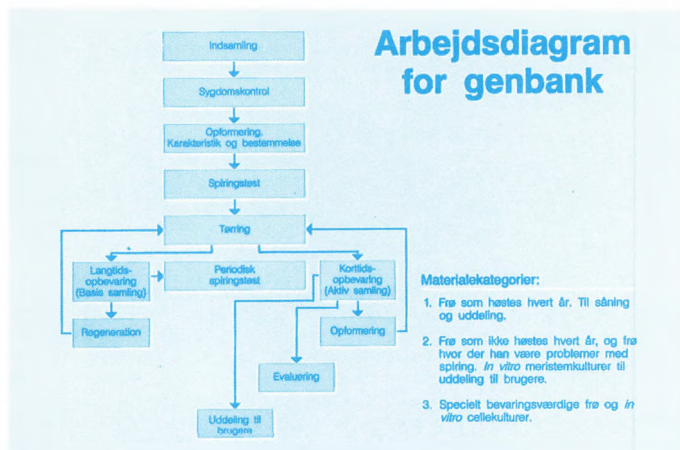 Arbejdsdiagram
for genbank
Indsamling
Sygdomskontrol
Opformering.
Karakteristik og bestemmelse
Spiringstest
Tørring
Langtids-
opbevaring
(Basis samling)
Periodisk
spiringstest
Korttids-
opbevaring
(Aktiv samling)
Regeneration
Opformering
Evaluering
Uddeling til
brugere
Materialekategorier:
1. Frø som høstes hvert år. Til såning
og uddeling.
2. Frø som ikke høstes hvert år, og frø
hvor der han være problemer med
spiring. In vitro meristemkulturer til
uddeling til brugere.
3. Specielt bevaringsværdige frø og in
vitro cellekulturer.